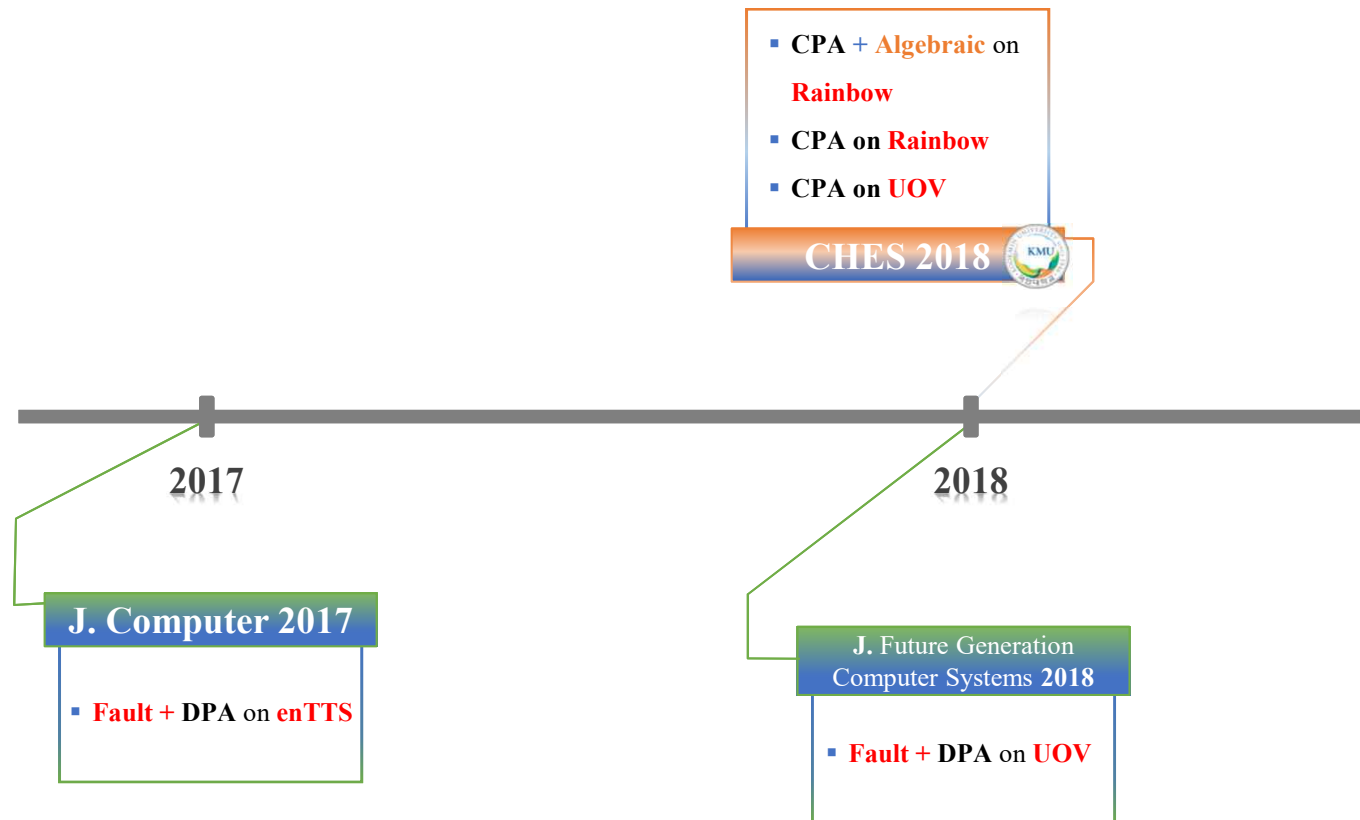 ▪ CPA + Algebraic on
Rainbow
▪ CPA on Rainbow
▪ CPA on UOV
CHES 2018
KMU
2017
2018
J. Computer 2017
▪ Fault + DPA on enTTS
J. Future Generation
Computer Systems 2018
▪ Fault + DPA on UOV